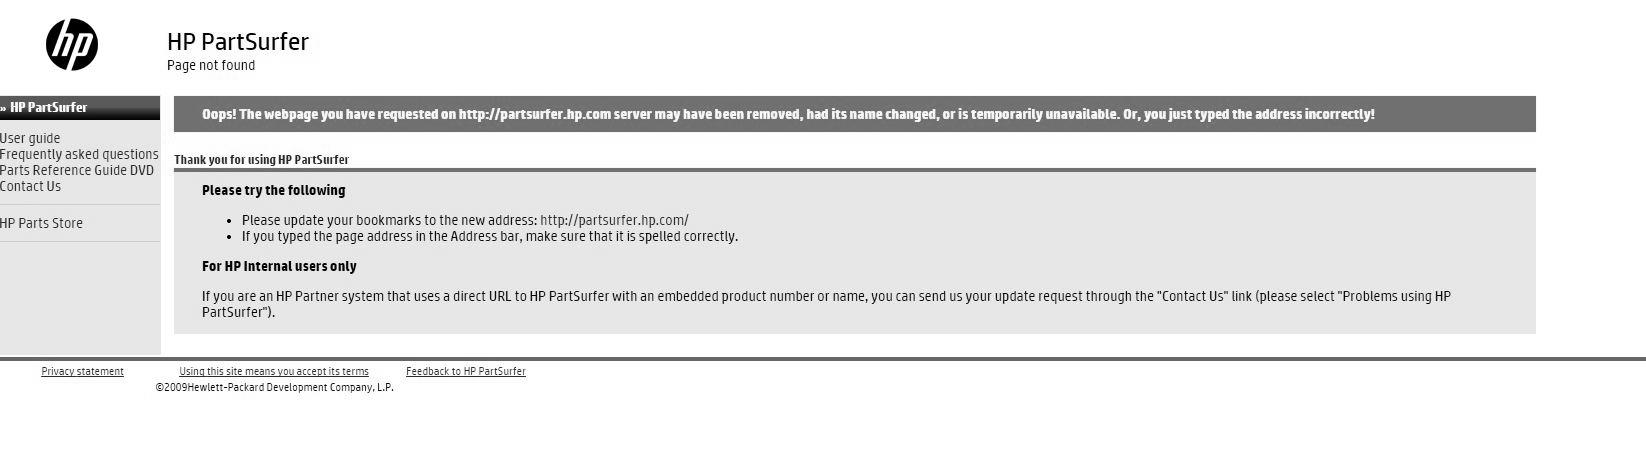 hp
HP PartSurfer
Page not found
» HP PartSurfer
User guide
Frequently asked questions
Parts Reference Guide DVD
Contact Us
HP Parts Store
Oops! The webpage you have requested on http://partsurfer.hp.com server may have been removed, had its name changed, or is temporarily unavailable. Or, you just typed the address incorrectly!
Thank you for using HP PartSurfer
Please try the following
• Please update your bookmarks to the new address: http://partsurfer.hp.com/
• If you typed the page address in the Address bar, make sure that it is spelled correctly.
For HP Internal users only
If you are an HP Partner system that uses a direct URL to HP PartSurfer with an embedded product number or name, you can send us your update request through the "Contact Us" link (please select "Problems using HP
PartSurfer").
Privacy statement Using this site means you accept its terms Feedback to HP PartSurfer
©2009Hewlett-Packard Development Company, L.P.